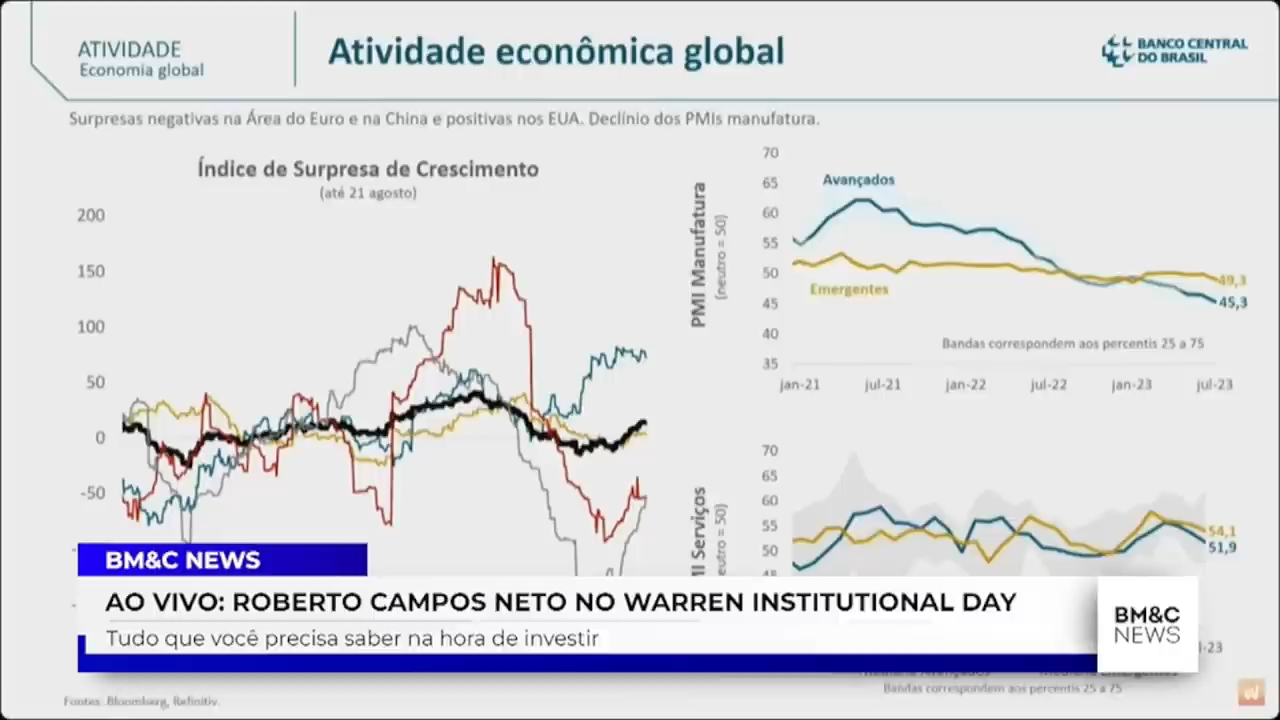 ATIVIDADE
Economia global
Atividade econômica global
BANCO CENTRAL
DO BRASIL
Surpresas negativas na Área do Euro e na China e positivas nos EUA. Declínio dos PMIs manufatura.
Índice de Surpresa de Crescimento
(até 21 agosto)
200
150
100
50
0
-50
PMI Manufatura
(neutro = 50)
70
65
60
55
50
45
40
35
Avançados
Emergentes
49,3
45,3
Bandas correspondem aos percentis 25 a 75
jan-21
jul-21
jan-22
jul-22
jan-23
jul-23
MI Serviços
eutro = 50)
70
65
60
55
50
45
54,1
51,9
l-23
BM&C NEWS
AO VIVO: ROBERTO CAMPOS NETO NO WARREN INSTITUTIONAL DAY
Tudo que você precisa saber na hora de investir
BM&C
NEWS
Bandas correspondem aos percentis 25 a 75
Fontes: Bloomberg, Refinitiv.